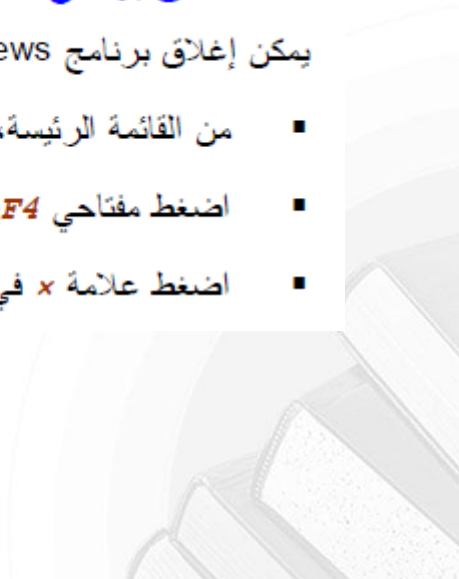 يمكن إغلاق برنامج ews
▪ من القائمة الرئيسة،
▪ اضغط مفتاحي F4
▪ اضغط علامة × في